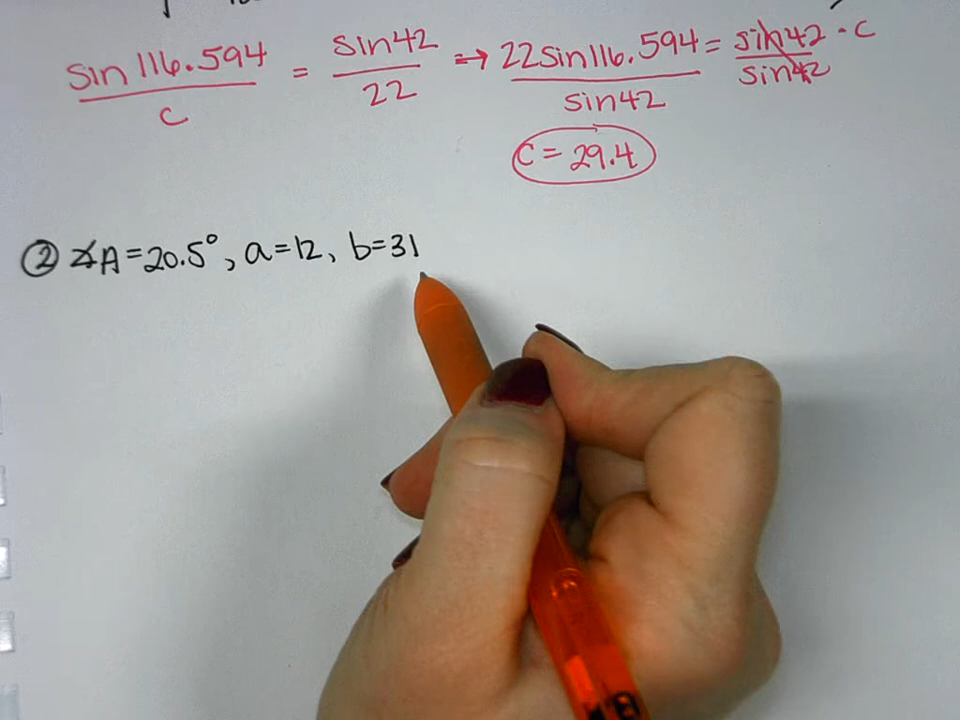 sin 116.594 / c = sin42 / 22 → 22sin116.594 / sin42 = sin42 / sin42 · c
c = 29.4
② ∡A = 20.5°, a = 12, b = 31